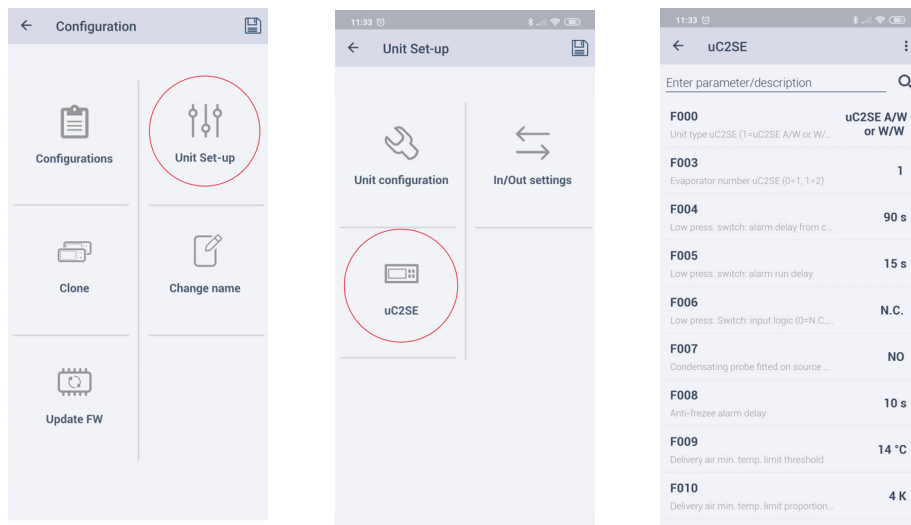 Configuration
Configurations
Unit Set-up
Clone
Change name
Update FW
11:33
Unit Set-up
Unit configuration
In/Out settings
uC2SE
11:33
uC2SE
Enter parameter/description
F000
Unit type uC2SE (1=uC2SE A/W or W/...
uC2SE A/W
or W/W
F003
Evaporator number uC2SE (0=1, 1=2)
1
F004
Low press. switch: alarm delay from c...
90 s
F005
Low press. switch: alarm run delay
15 s
F006
Low press. Switch: input logic (0=N.C,...
N.C.
F007
Condensating probe fitted on source ...
NO
F008
Anti-frezee alarm delay
10 s
F009
Delivery air min. temp. limit threshold
14 °C
F010
Delivery air min. temp. limit proportion...
4 K